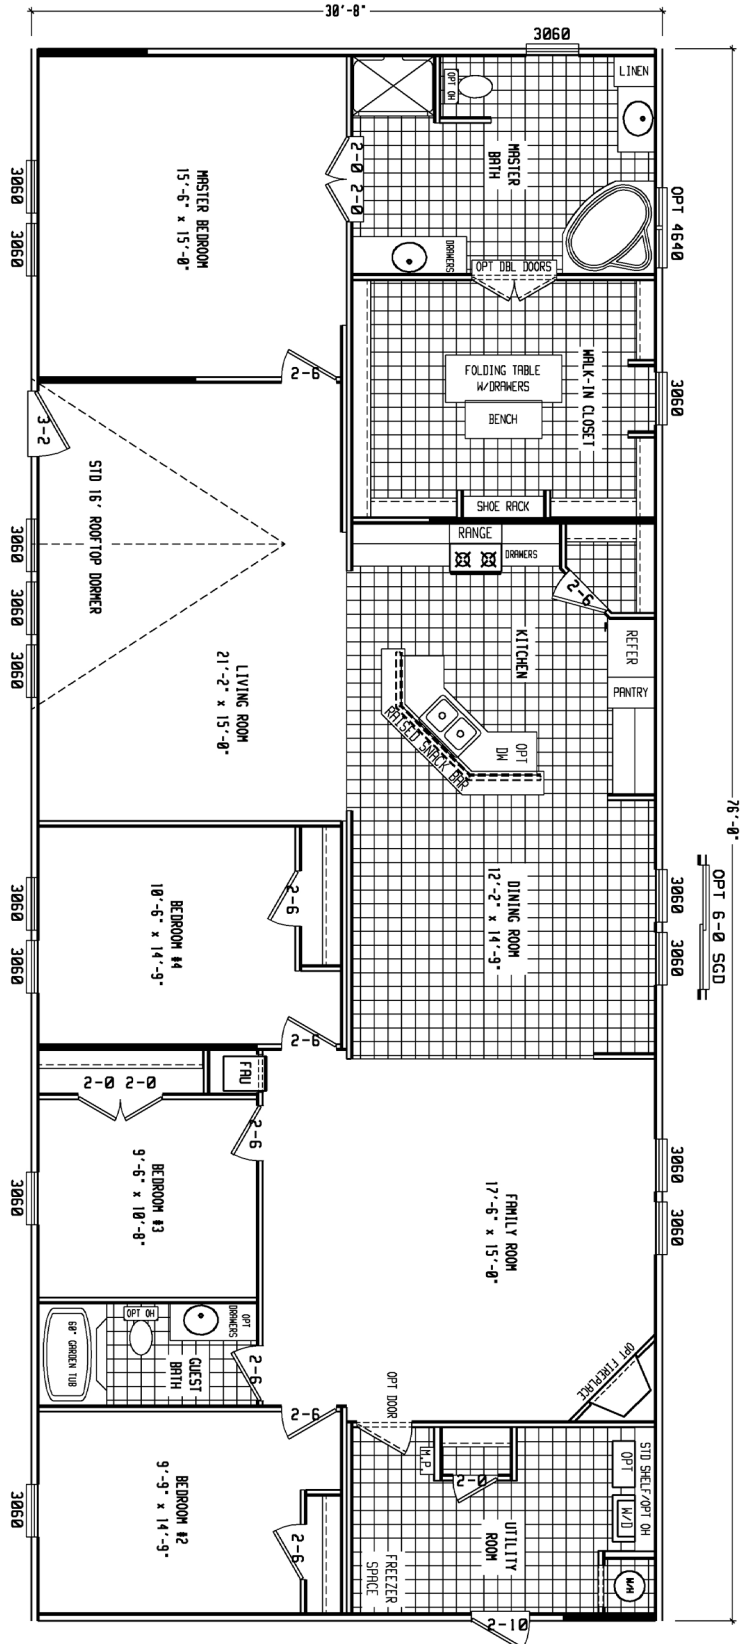 30'-8"
3060
LINEN
OPT OH
MASTER
BATH
2-0 2-0
MASTER BEDROOM
15'-6" x 15'-0"
3060
3060
OPT 4640
DRAWERS
OPT DBL DOORS
2-6
FOLDING TABLE
W/DRAWERS
BENCH
WALK-IN CLOSET
3060
3-2
STD 16' ROOFTOP DORMER
SHOE RACK
RANGE
DRAWERS
2-6
3060
3060
3060
KITCHEN
REFER
PANTRY
LIVING ROOM
21'-2" x 15'-0"
OPT
DW
RAISED SNACK BAR
76'-0"
OPT 6-0 SGD
3060
3060
DINING ROOM
12'-2" x 14'-9"
2-6
BEDROOM #4
10'-6" x 14'-9"
3060
3060
2-6
FAU
2-0 2-0
2-6
BEDROOM #3
9'-6" x 10'-8"
3060
FAMILY ROOM
17'-6" x 15'-0"
3060
3060
OPT OH
OPT
DRAWERS
60" GARDEN TUB
GUEST
BATH
2-6
OPT FIREPLACE
OPT DOOR
2-6
M.P.
2-0
STD SHELF/OPT OH
OPT
W/D
BEDROOM #2
9'-9" x 14'-9"
3060
2-6
UTILITY
ROOM
FREEZER
SPACE
W/H
2-10